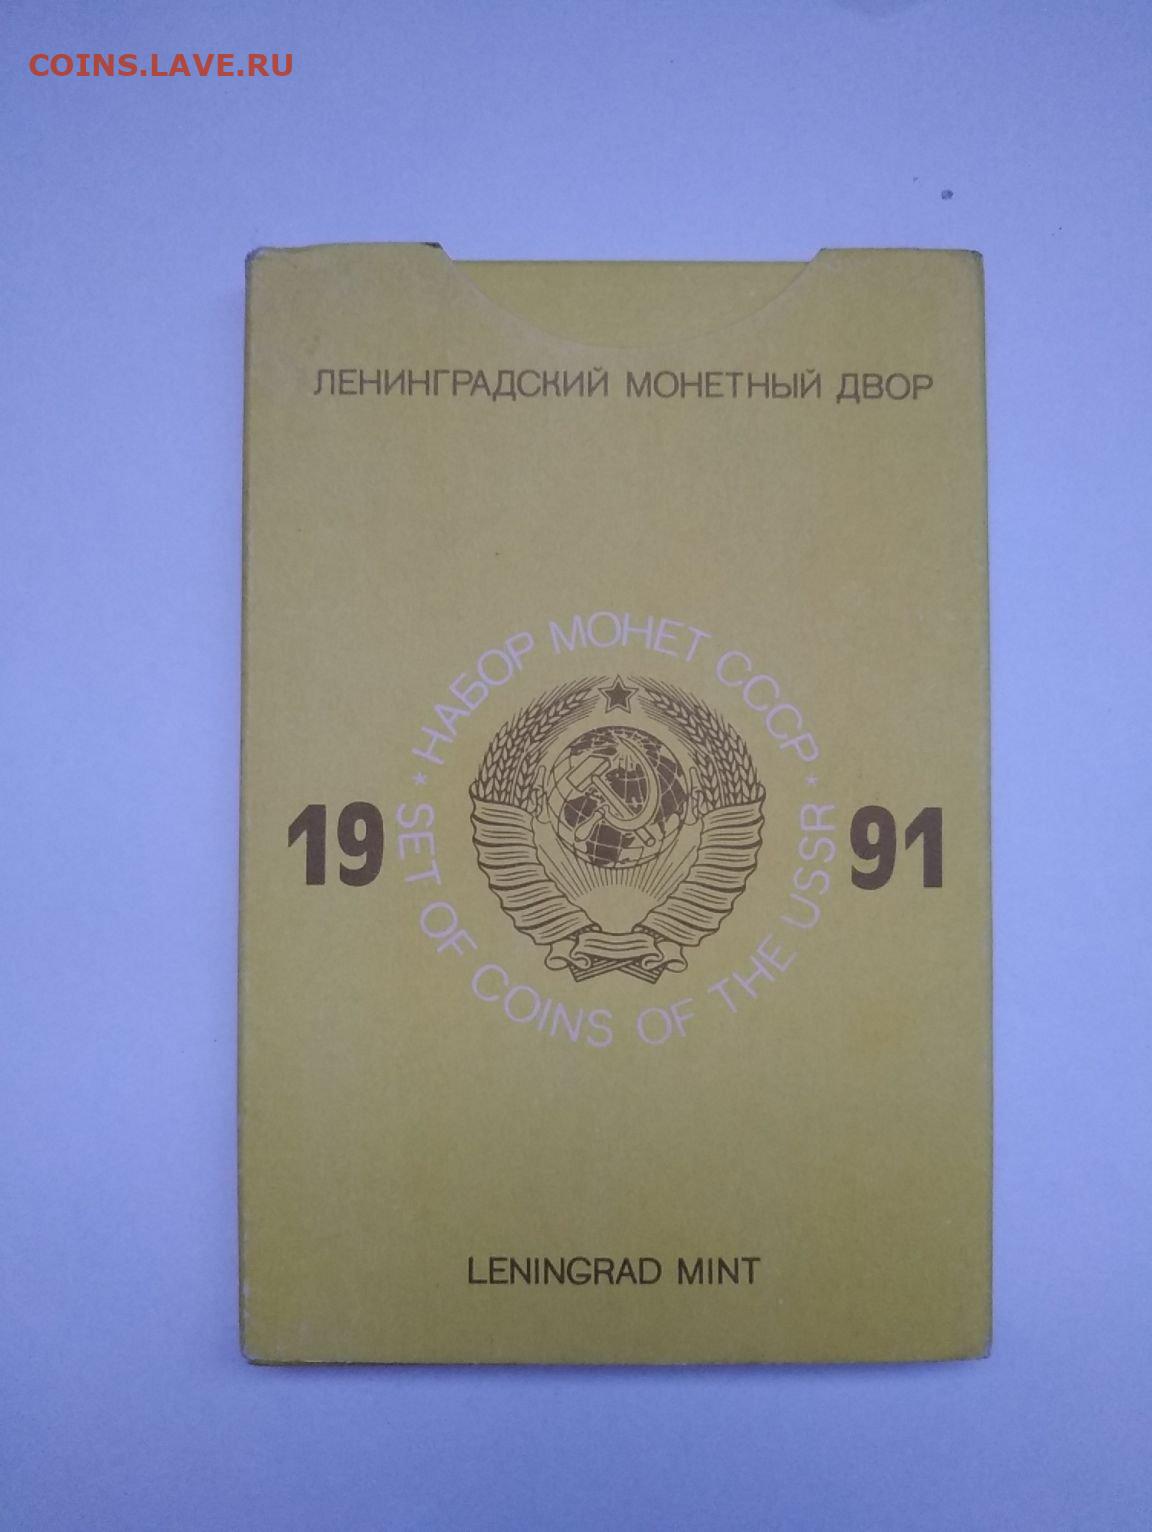 COINS.LAVE.RU
ЛЕНИНГРАДСКИЙ МОНЕТНЫЙ ДВОР
* НАБОР МОНЕТ СССР *
19 91
SET OF COINS OF THE USSR
LENINGRAD MINT